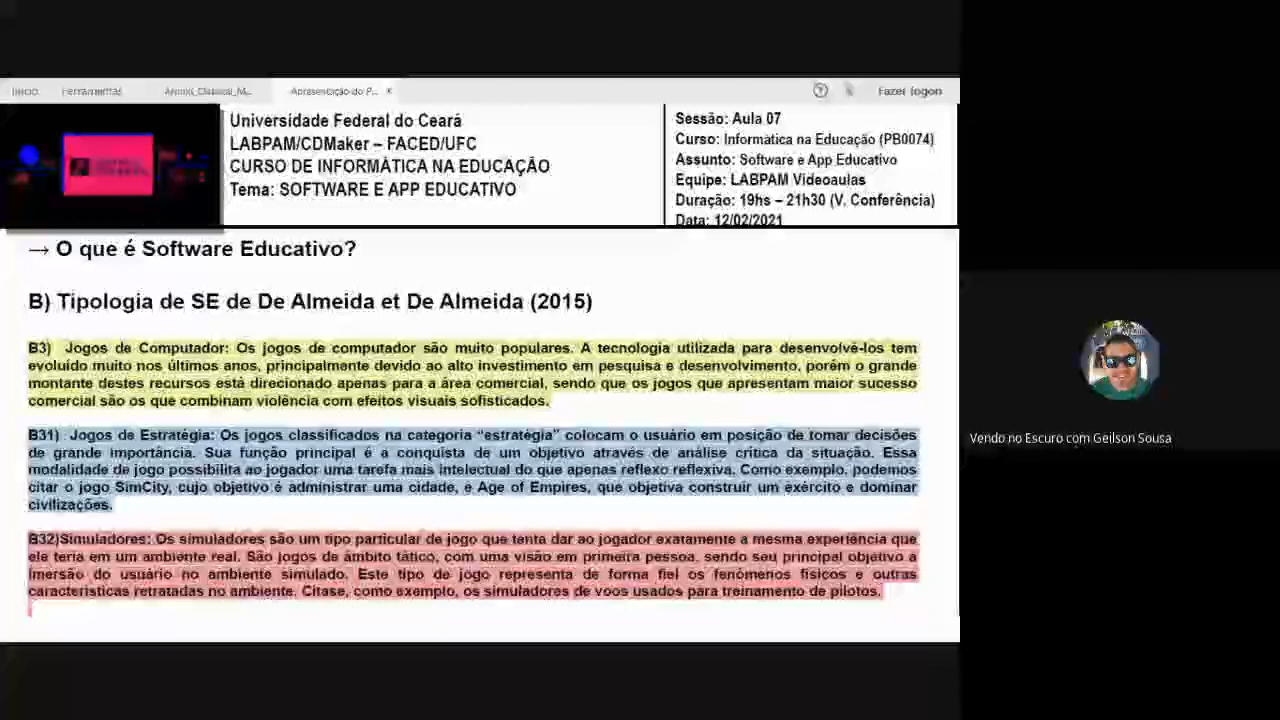 Início Ferramentas Apresentação do P... × Fazer logon
Universidade Federal do Ceará
LABPAM/CDMaker – FACED/UFC
CURSO DE INFORMÁTICA NA EDUCAÇÃO
Tema: SOFTWARE E APP EDUCATIVO
Sessão: Aula 07
Curso: Informática na Educação (PB0074)
Assunto: Software e App Educativo
Equipe: LABPAM Videoaulas
Duração: 19hs – 21h30 (V. Conferência)
Data: 12/02/2021
→ O que é Software Educativo?
B) Tipologia de SE de De Almeida et De Almeida (2015)
B3) Jogos de Computador: Os jogos de computador são muito populares. A tecnologia utilizada para desenvolvê-los tem
evoluído muito nos últimos anos, principalmente devido ao alto investimento em pesquisa e desenvolvimento, porém o grande
montante destes recursos está direcionado apenas para a área comercial, sendo que os jogos que apresentam maior sucesso
comercial são os que combinam violência com efeitos visuais sofisticados.
B31) Jogos de Estratégia: Os jogos classificados na categoria “estratégia” colocam o usuário em posição de tomar decisões
de grande importância. Sua função principal é a conquista de um objetivo através de análise crítica da situação. Essa
modalidade de jogo possibilita ao jogador uma tarefa mais intelectual do que apenas reflexo reflexiva. Como exemplo, podemos
citar o jogo SimCity, cujo objetivo é administrar uma cidade, e Age of Empires, que objetiva construir um exército e dominar
civilizações.
B32)Simuladores: Os simuladores são um tipo particular de jogo que tenta dar ao jogador exatamente a mesma experiência que
ele teria em um ambiente real. São jogos de âmbito tático, com uma visão em primeira pessoa, sendo seu principal objetivo a
imersão do usuário no ambiente simulado. Este tipo de jogo representa de forma fiel os fenômenos físicos e outras
características retratadas no ambiente. Citase, como exemplo, os simuladores de voos usados para treinamento de pilotos.
Vendo no Escuro com Geilson Sousa